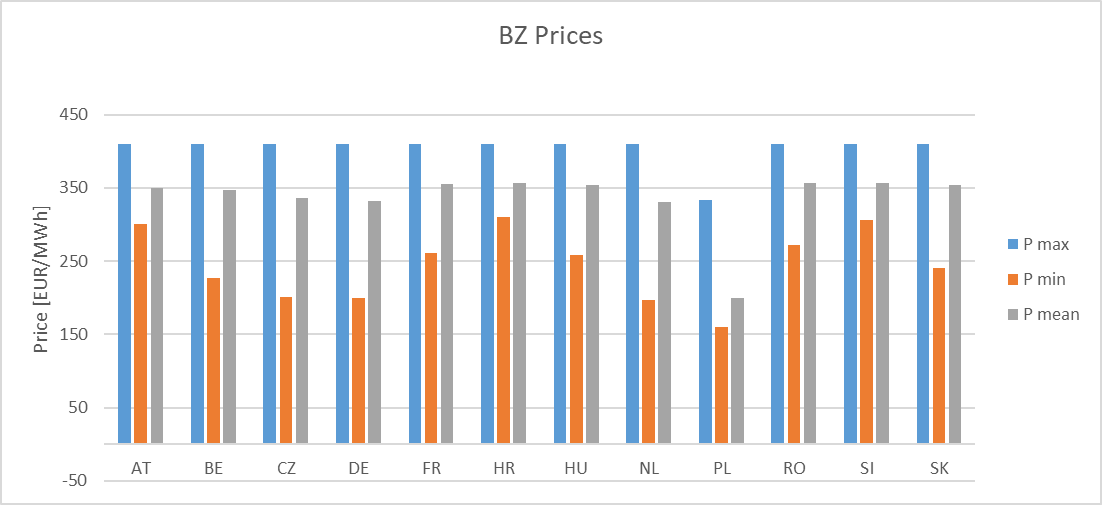 BZ Prices
Price [EUR/MWh]
450
350
250
150
50
-50
AT BE CZ DE FR HR HU NL PL RO SI SK
P max
P min
P mean